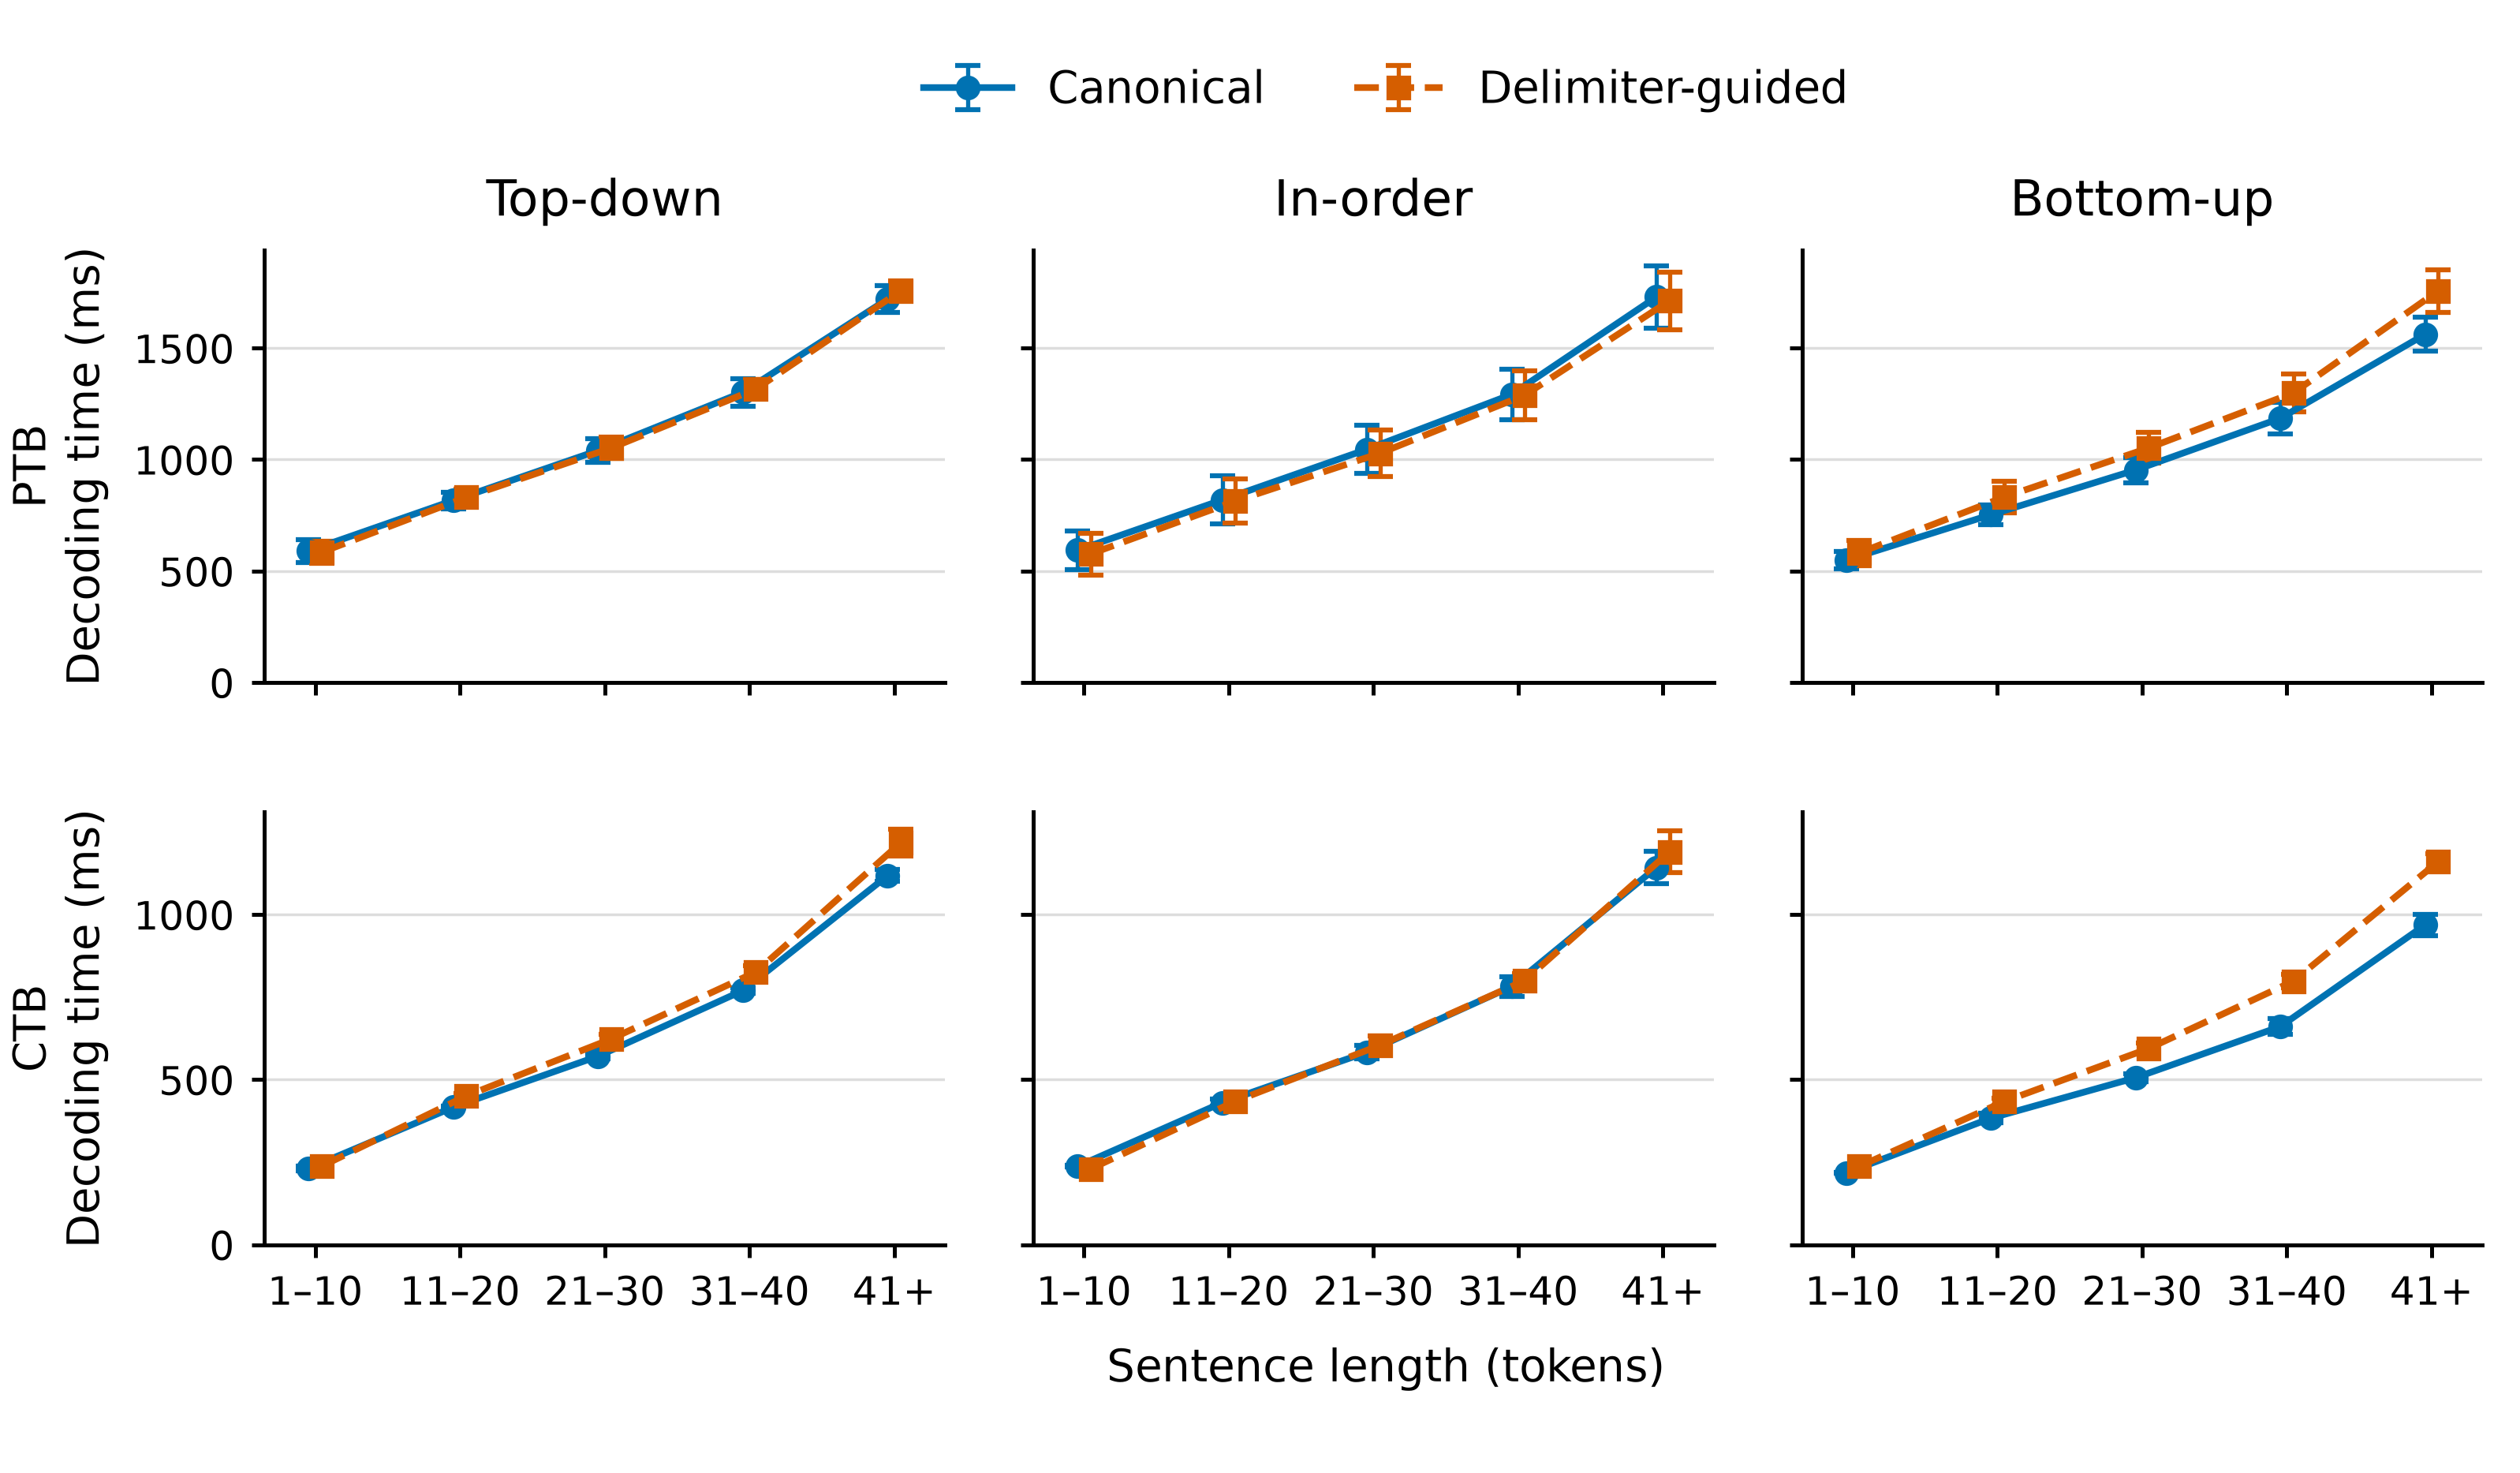 Canonical
Delimiter-guided
Top-down
In-order
Bottom-up
PTB
Decoding time (ms)
1500
1000
500
0
CTB
Decoding time (ms)
1000
500
0
1–10 11–20 21–30 31–40 41+
1–10 11–20 21–30 31–40 41+
1–10 11–20 21–30 31–40 41+
Sentence length (tokens)